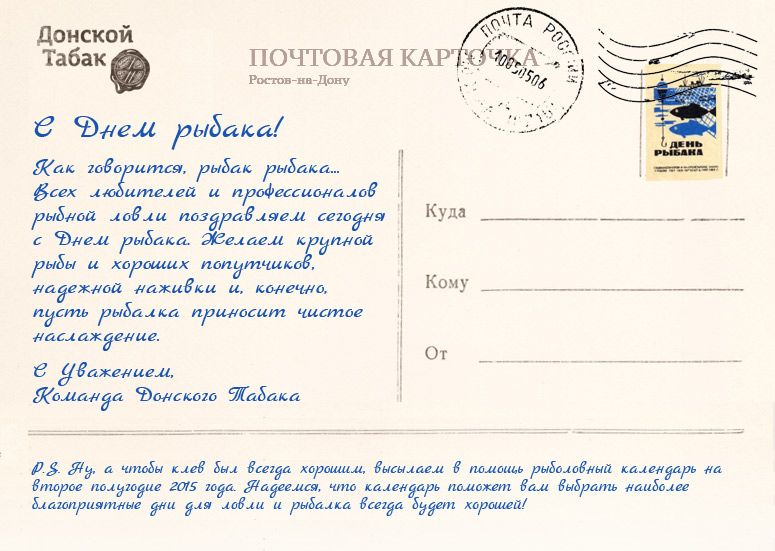 Донской
Табак
ПОЧТОВАЯ КАРТОЧКА
Ростов-на-Дону
ПОЧТА РОССИИ
ДЕНЬ
РЫБАКА
С Днем рыбака!
Как говорится, рыбак рыбака...
Всех любителей и профессионалов
рыбной ловли поздравляем сегодня
с Днем рыбака. Желаем крупной
рыбы и хороших попутчиков,
надежной наживки и, конечно,
пусть рыбалка приносит чистое
наслаждение.
С Уважением,
Команда Донского Табака
Куда
Кому
От
P.S. Ну, а чтобы клев был всегда хорошим, высылаем в помощь рыболовный календарь на
второе полугодие 2015 года. Надеемся, что календарь поможет вам выбрать наиболее
благоприятные дни для ловли и рыбалка всегда будет хорошей!